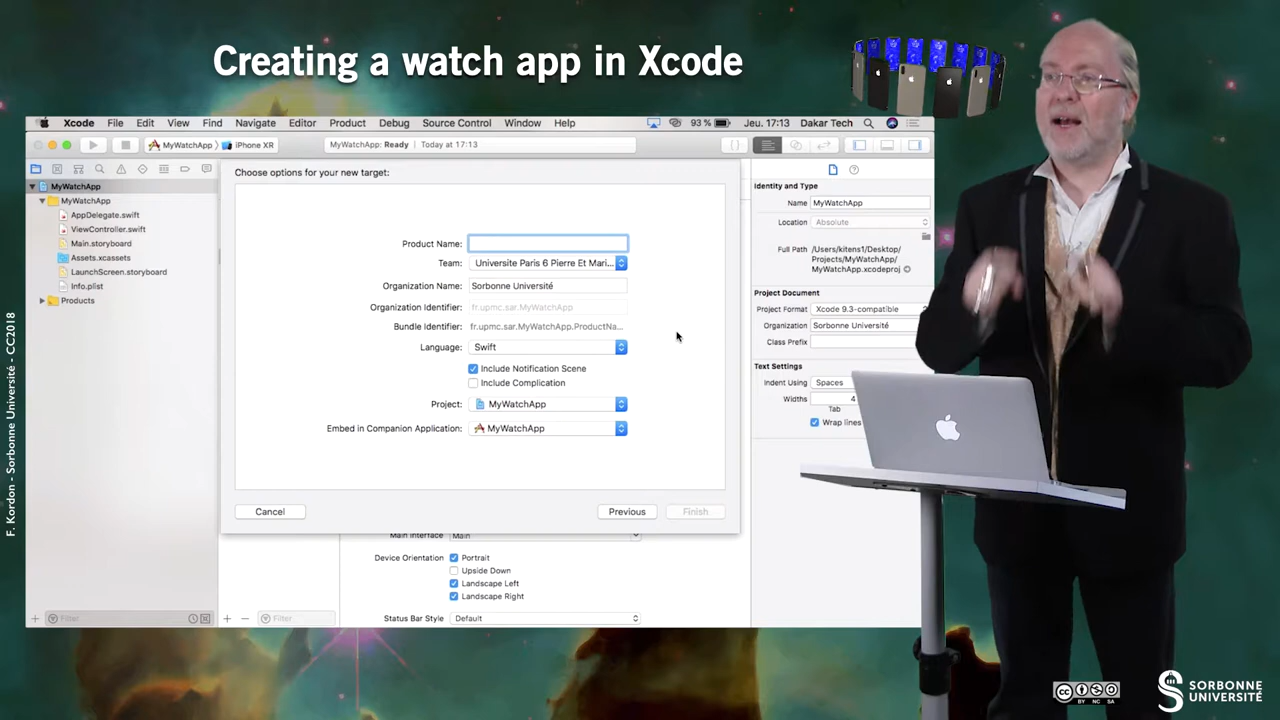 Creating a watch app in Xcode
Xcode File Edit View Find Navigate Editor Product Debug Source Control Window Help 93 % Jeu. 17:13 Dakar Tech
MyWatchApp iPhone XR
MyWatchApp: Ready | Today at 17:13
MyWatchApp
MyWatchApp
AppDelegate.swift
ViewController.swift
Main.storyboard
Assets.xcassets
LaunchScreen.storyboard
Info.plist
Products
Choose options for your new target:
Product Name:
Team: Universite Paris 6 Pierre Et Mari...
Organization Name: Sorbonne Université
Organization Identifier: fr.upmc.sar.MyWatchApp
Bundle Identifier: fr.upmc.sar.MyWatchApp.ProductNa...
Language: Swift
Include Notification Scene
Include Complication
Project: MyWatchApp
Embed in Companion Application: MyWatchApp
Cancel Previous Finish
Main Interface Main
Device Orientation Portrait
Upside Down
Landscape Left
Landscape Right
Status Bar Style Default
Filter
Filter
Identity and Type
Name MyWatchApp
Location Absolute
Full Path /Users/kitens1/Desktop/
Projects/MyWatchApp/
MyWatchApp.xcodeproj
Project Document
Project Format Xcode 9.3-compatible
Organization Sorbonne Université
Class Prefix
Text Settings
Indent Using Spaces
Widths 4
Tab
Wrap lines
F. Kordon - Sorbonne Université - CC2018
CC BY NC SA
SORBONNE
UNIVERSITÉ